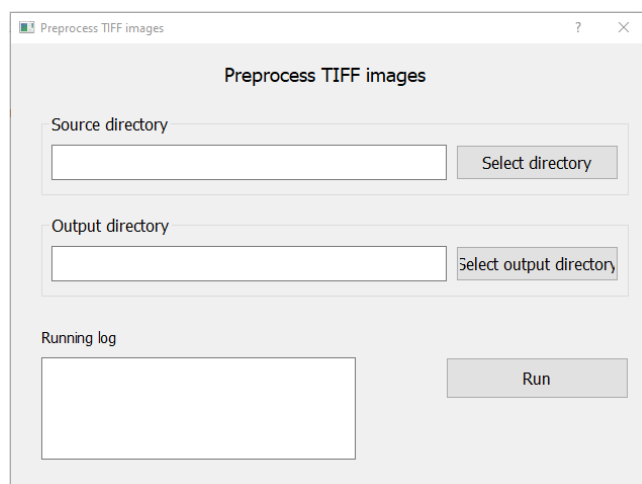 Preprocess TIFF images
Preprocess TIFF images
Source directory
Select directory
Output directory
Select output directory
Running log
Run